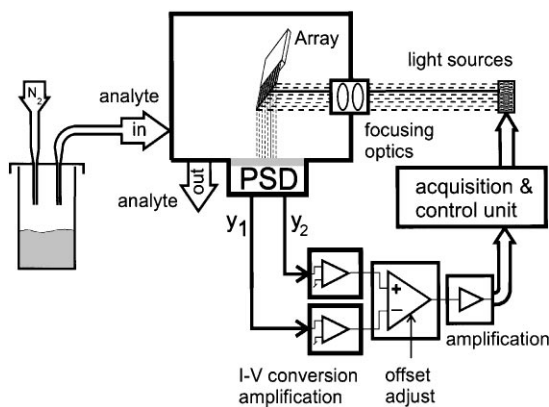 Array
light sources
N2
analyte
in
focusing
optics
out
PSD
analyte
acquisition &
control unit
y1
y2
+
−
amplification
I-V conversion
amplification
offset
adjust